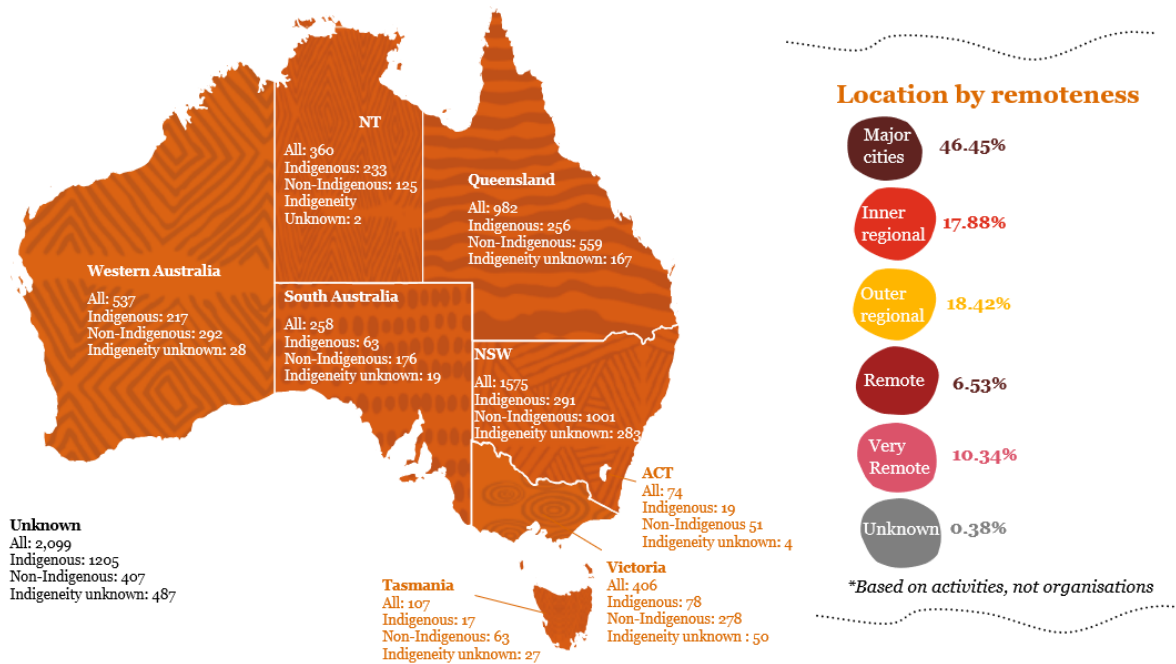 NT
All: 360
Indigenous: 233
Non-Indigenous: 125
Indigeneity
Unknown: 2
Queensland
All: 982
Indigenous: 256
Non-Indigenous: 559
Indigeneity unknown: 167
Western Australia
All: 537
Indigenous: 217
Non-Indigenous: 292
Indigeneity unknown: 28
South Australia
All: 258
Indigenous: 63
Non-Indigenous: 176
Indigeneity unknown: 19
NSW
All: 1575
Indigenous: 291
Non-Indigenous: 1001
Indigeneity unknown: 283
ACT
All: 74
Indigenous: 19
Non-Indigenous 51
Indigeneity unknown: 4
Unknown
All: 2,099
Indigenous: 1205
Non-Indigenous: 407
Indigeneity unknown: 487
Tasmania
All: 107
Indigenous: 17
Non-Indigenous: 63
Indigeneity unknown: 27
Victoria
All: 406
Indigenous: 78
Non-Indigenous: 278
Indigeneity unknown : 50
Location by remoteness
Major
cities
46.45%
Inner
regional
17.88%
Outer
regional
18.42%
Remote
6.53%
Very
Remote
10.34%
Unknown
0.38%
*Based on activities, not organisations